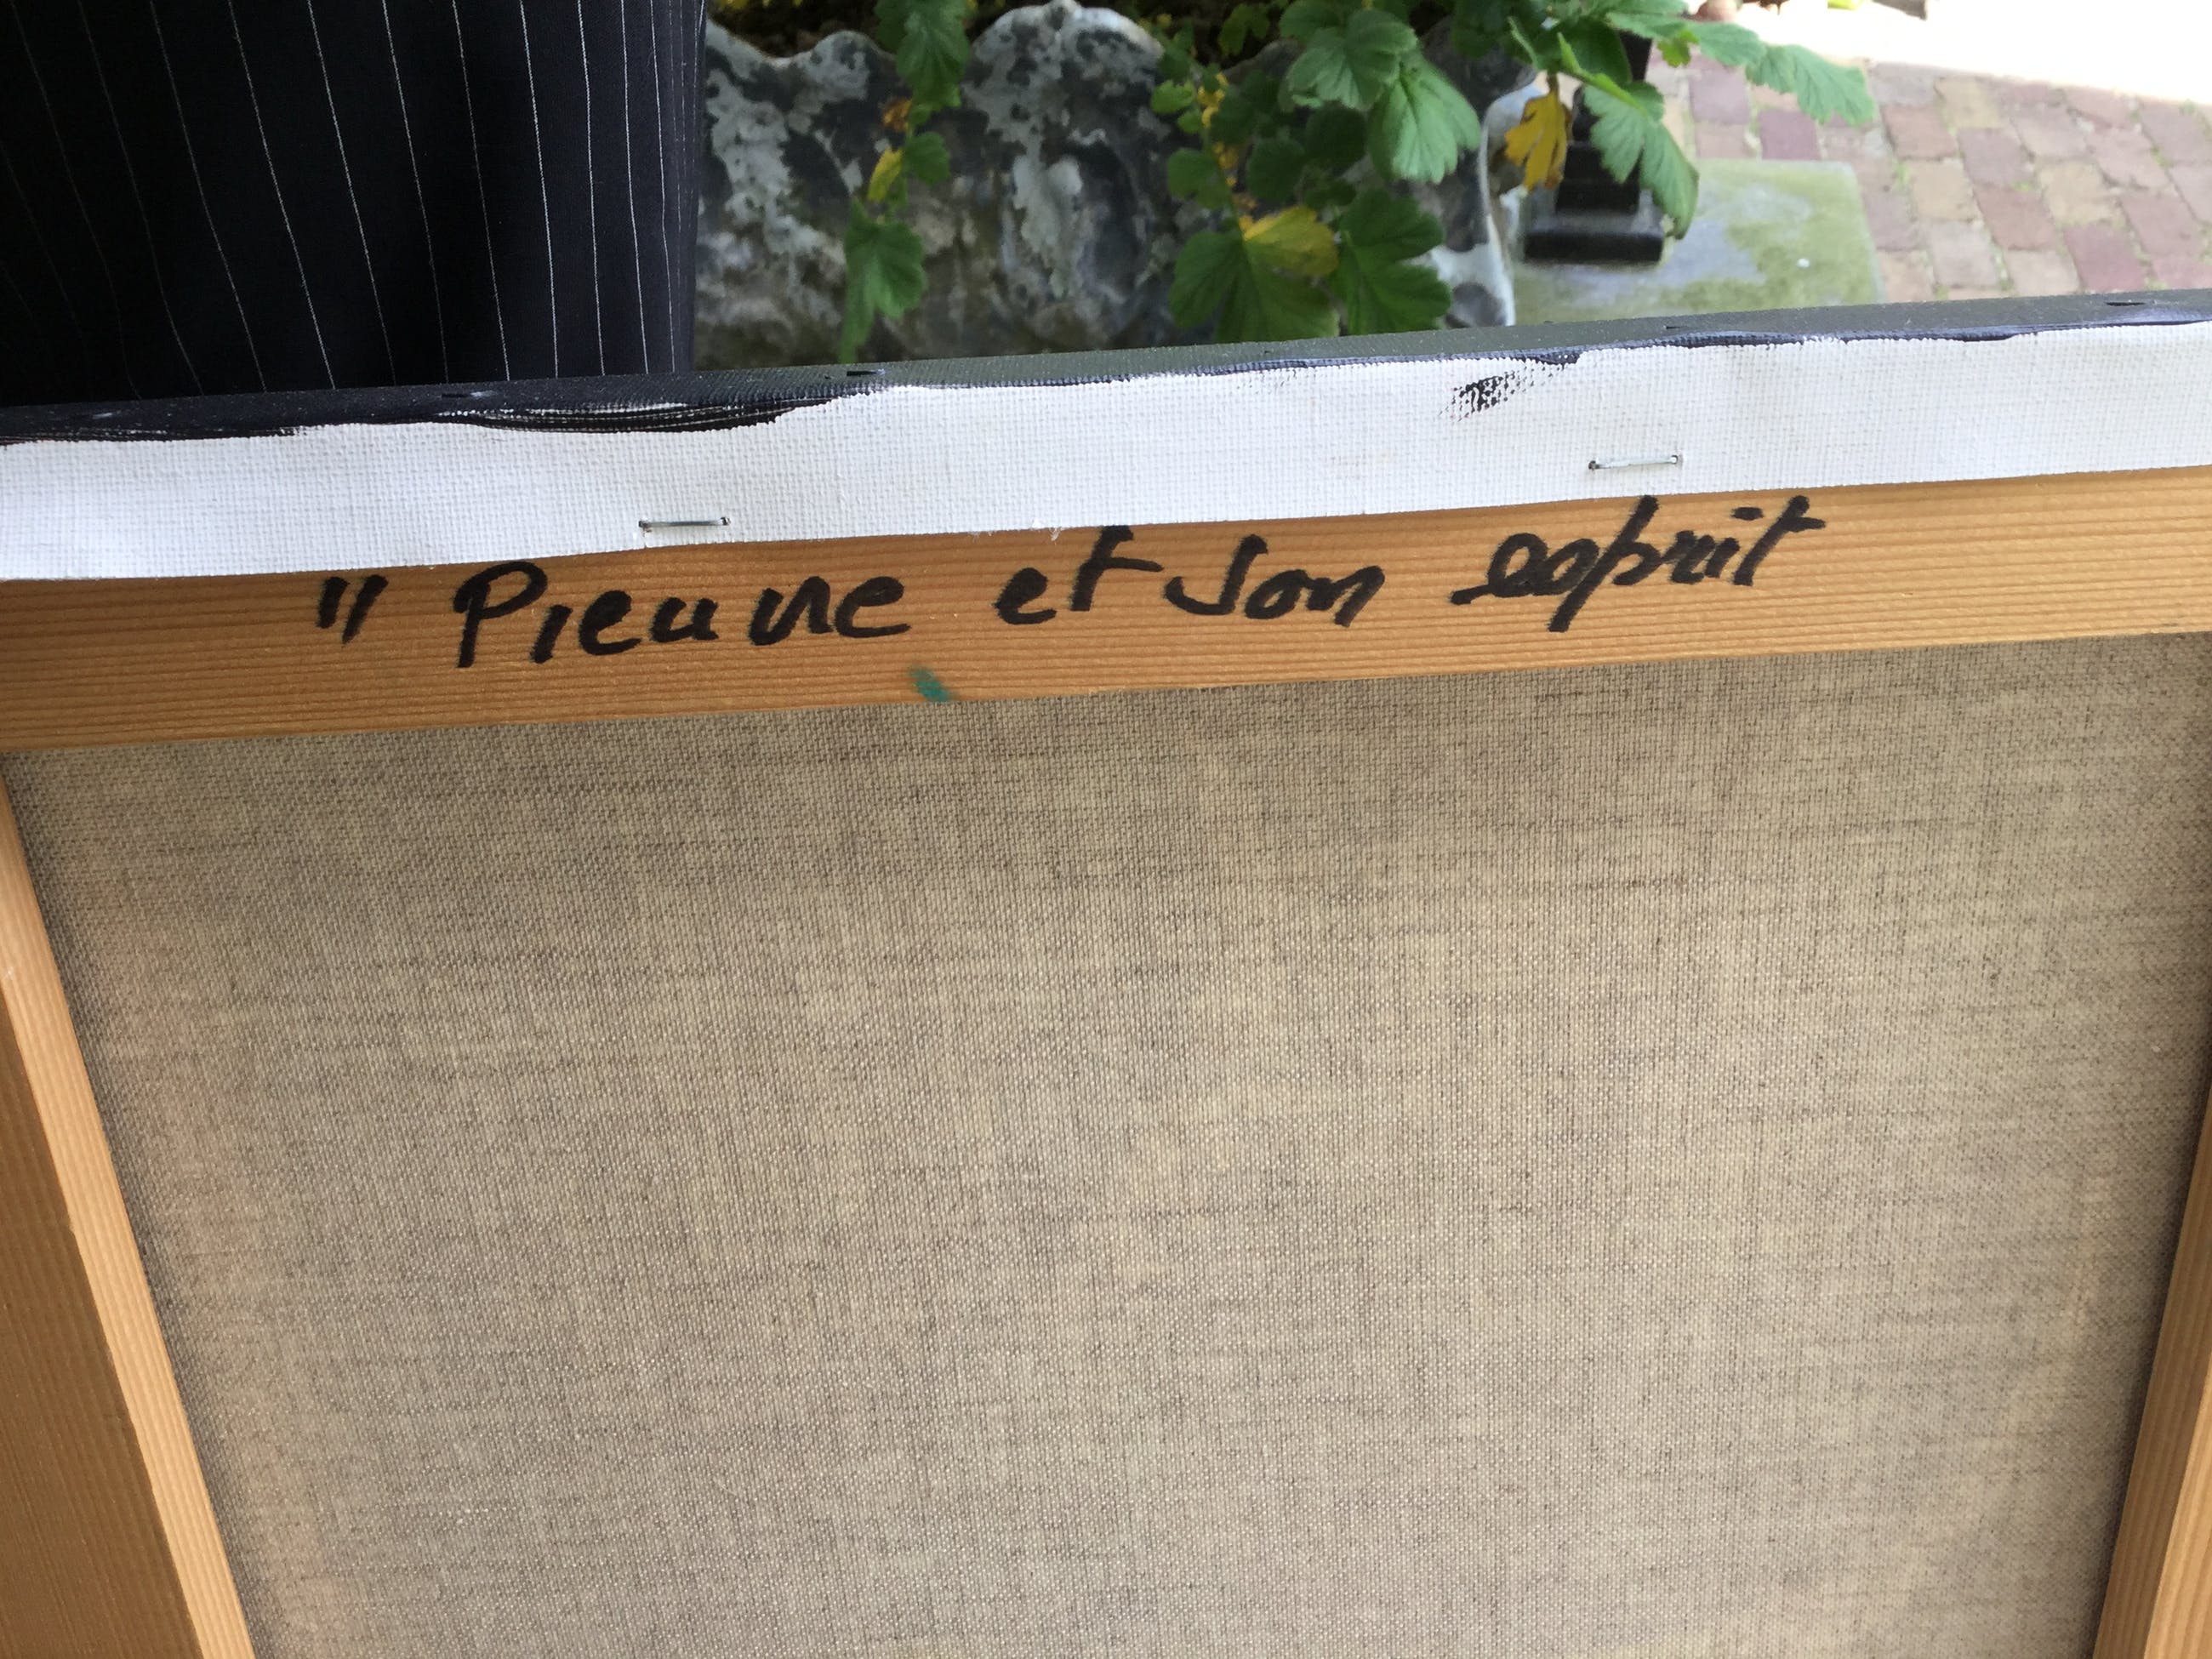 " Pieuvre et son esprit